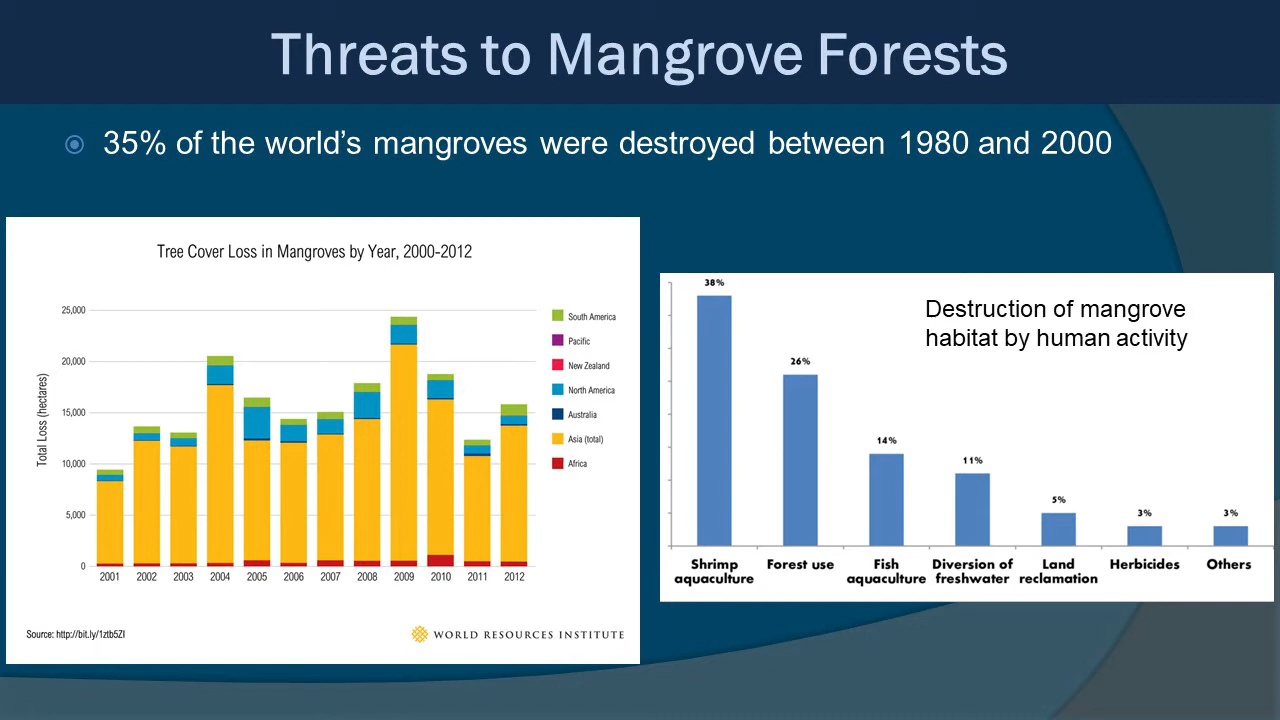 Threats to Mangrove Forests
35% of the world’s mangroves were destroyed between 1980 and 2000
Tree Cover Loss in Mangroves by Year, 2000-2012
Total Loss (hectares)
25,000
20,000
15,000
10,000
5,000
0
2001 2002 2003 2004 2005 2006 2007 2008 2009 2010 2011 2012
South America
Pacific
New Zealand
North America
Australia
Asia (total)
Africa
Source: http://bit.ly/1ztb5ZI
WORLD RESOURCES INSTITUTE
Destruction of mangrove
habitat by human activity
38%
26%
14%
11%
5%
3%
3%
Shrimp aquaculture
Forest use
Fish aquaculture
Diversion of freshwater
Land reclamation
Herbicides
Others